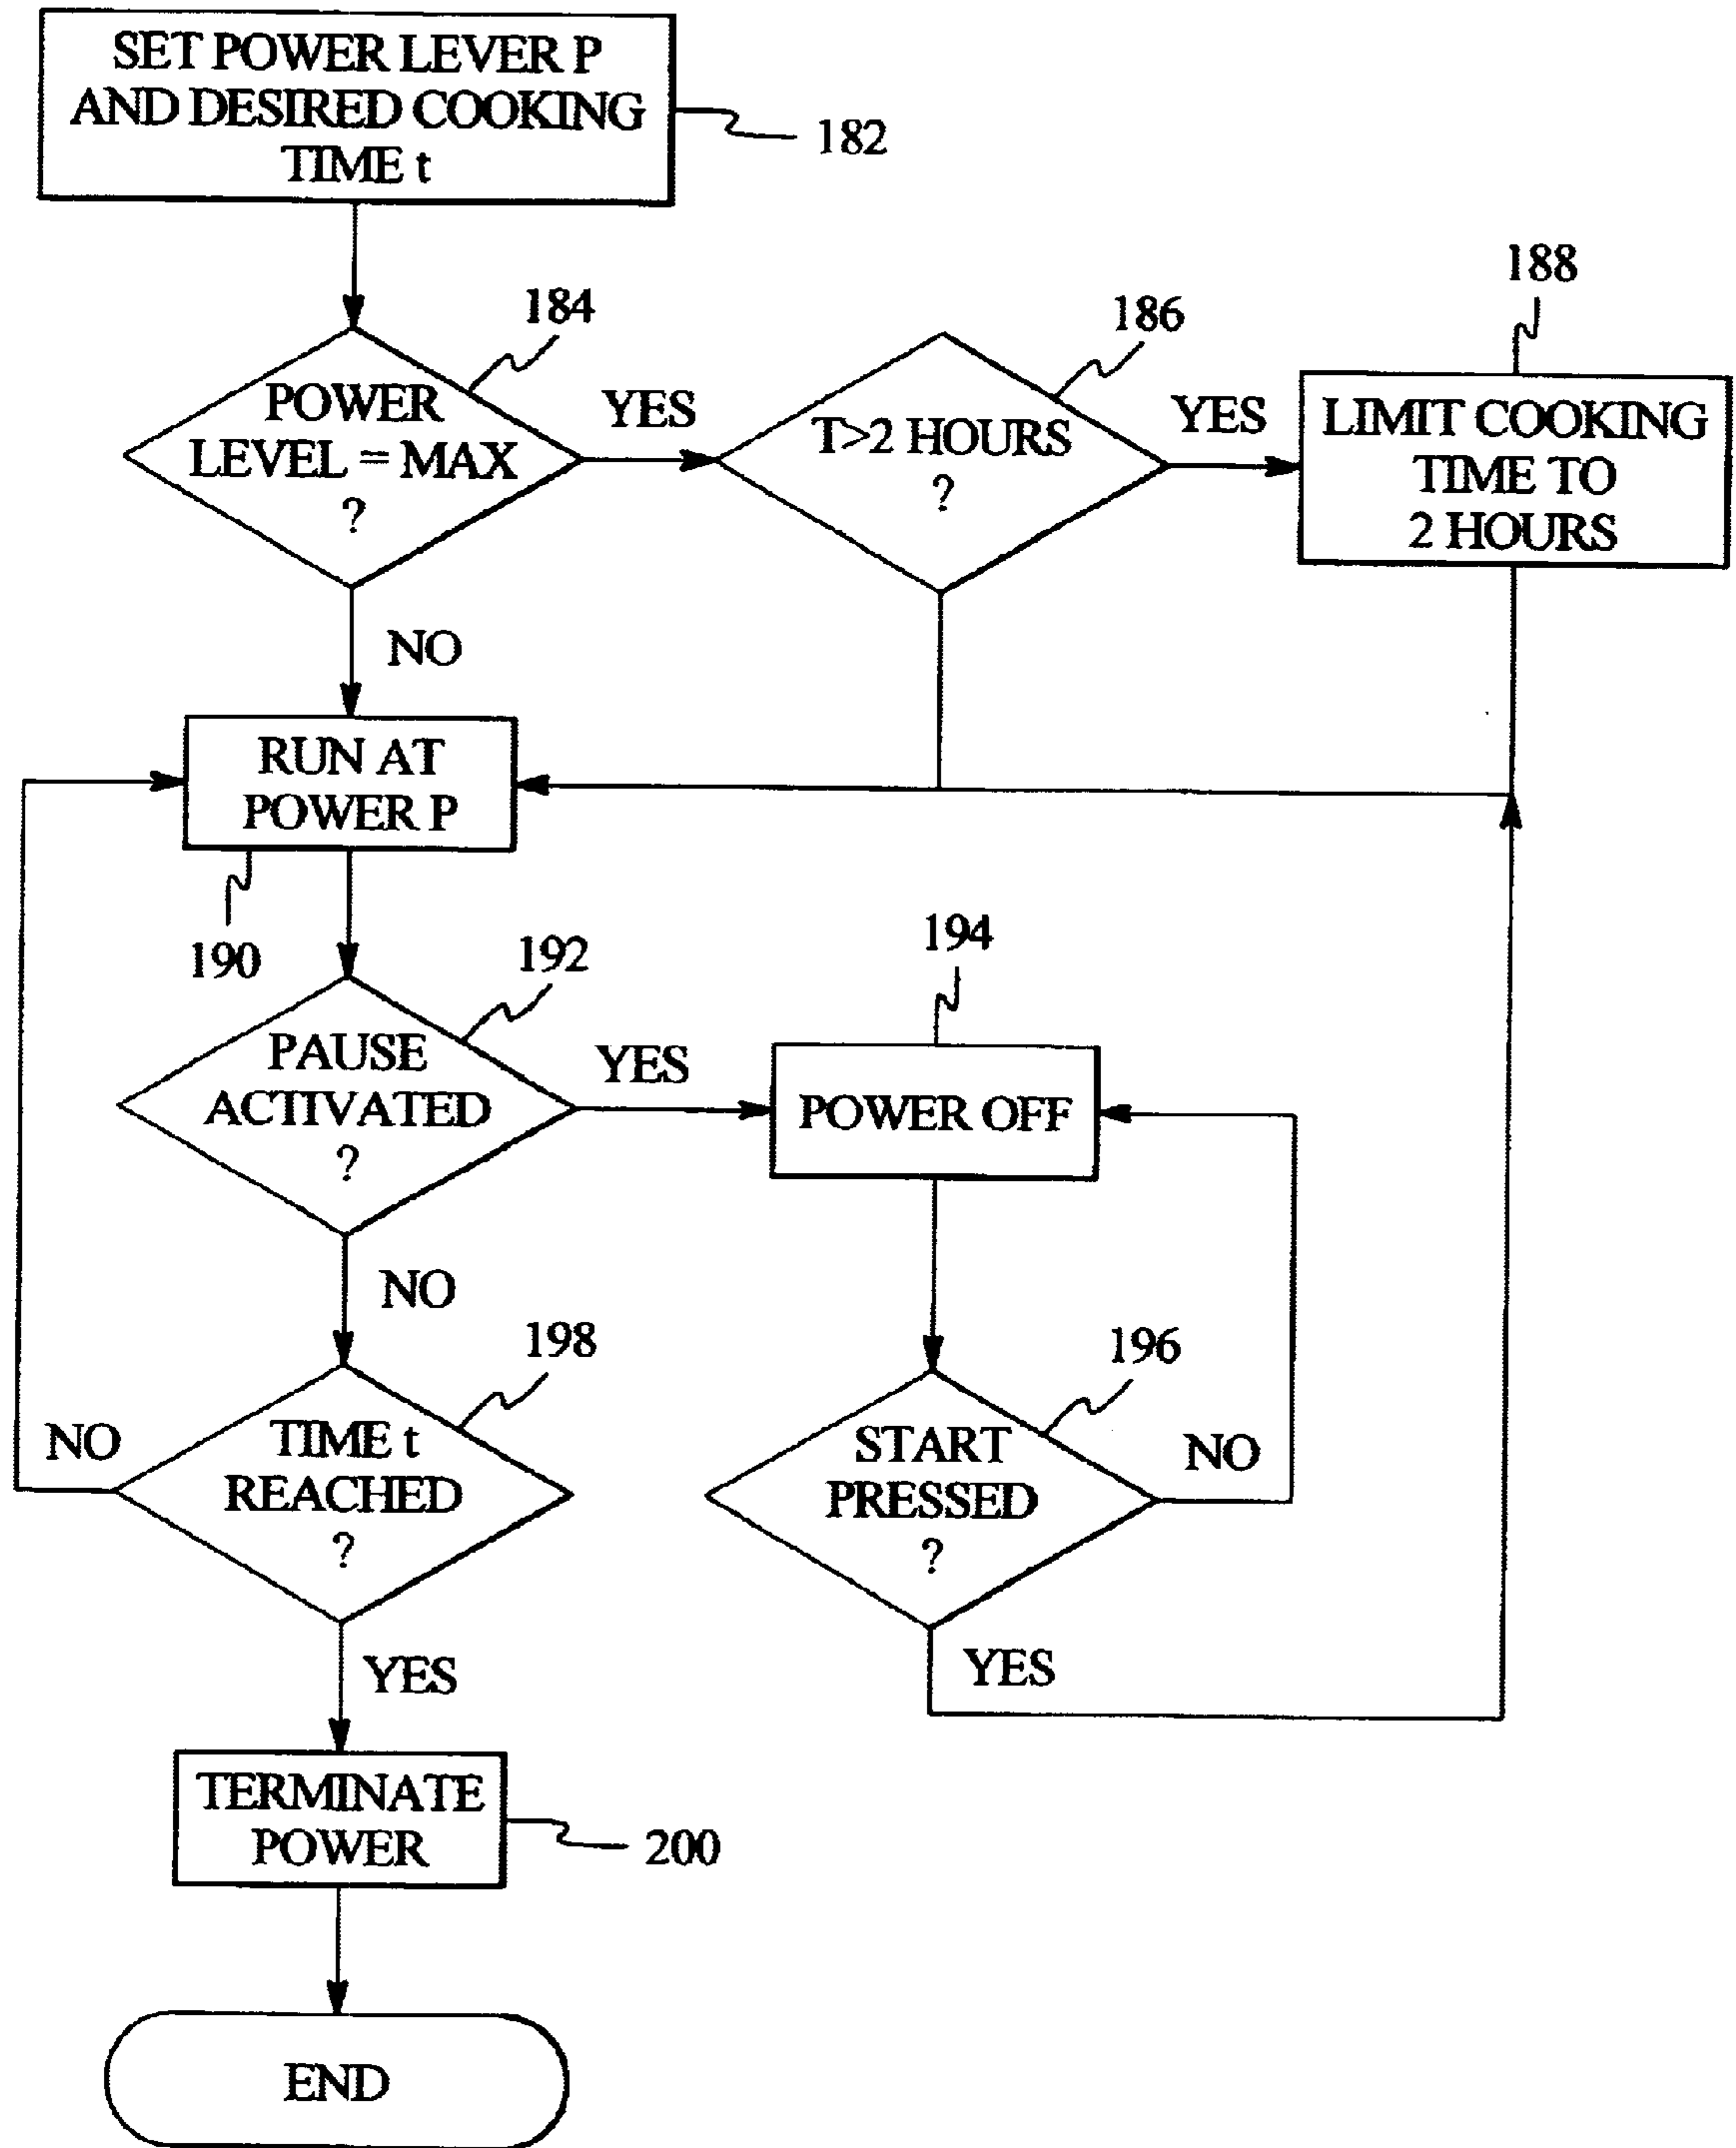 SET POWER LEVER P
AND DESIRED COOKING
TIME t
182
184
POWER
LEVEL = MAX
?
YES
186
T>2 HOURS
?
YES
188
LIMIT COOKING
TIME TO
2 HOURS
NO
RUN AT
POWER P
190
192
PAUSE
ACTIVATED
?
YES
194
POWER OFF
NO
198
TIME t
REACHED
?
NO
196
START
PRESSED
?
NO
YES
YES
TERMINATE
POWER
200
END